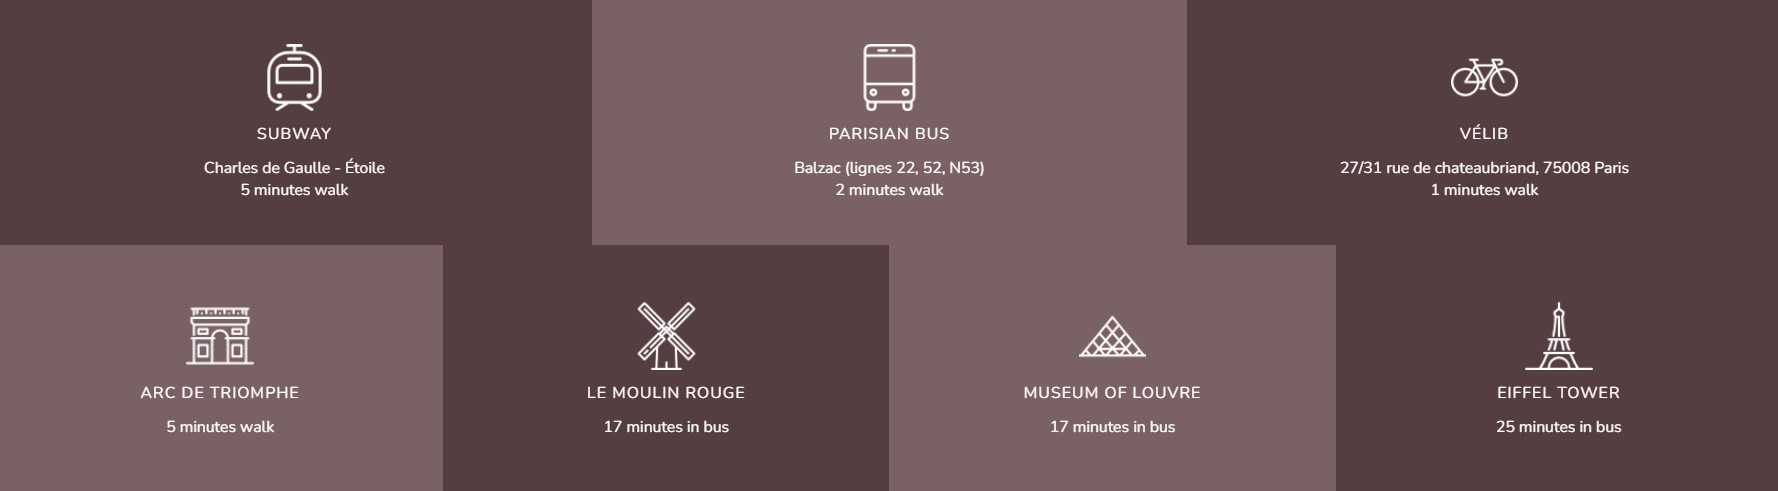 SUBWAY
Charles de Gaulle - Étoile
5 minutes walk
PARISIAN BUS
Balzac (lignes 22, 52, N53)
2 minutes walk
VÉLIB
27/31 rue de chateaubriand, 75008 Paris
1 minutes walk
ARC DE TRIOMPHE
5 minutes walk
LE MOULIN ROUGE
17 minutes in bus
MUSEUM OF LOUVRE
17 minutes in bus
EIFFEL TOWER
25 minutes in bus